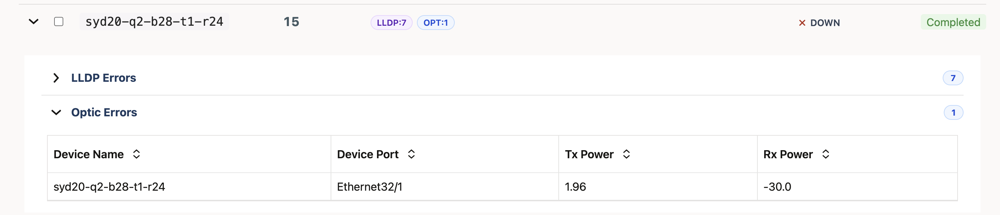 syd20-q2-b28-t1-r24 15 LLDP:7 OPT:1 × DOWN Completed
LLDP Errors 7
Optic Errors 1
Device Name Device Port Tx Power Rx Power
syd20-q2-b28-t1-r24 Ethernet32/1 1.96 -30.0